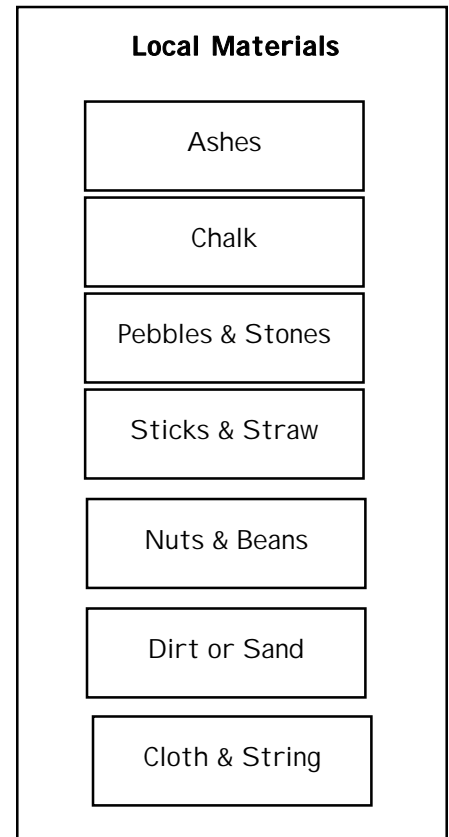 Local Materials
Ashes
Chalk
Pebbles & Stones
Sticks & Straw
Nuts & Beans
Dirt or Sand
Cloth & String